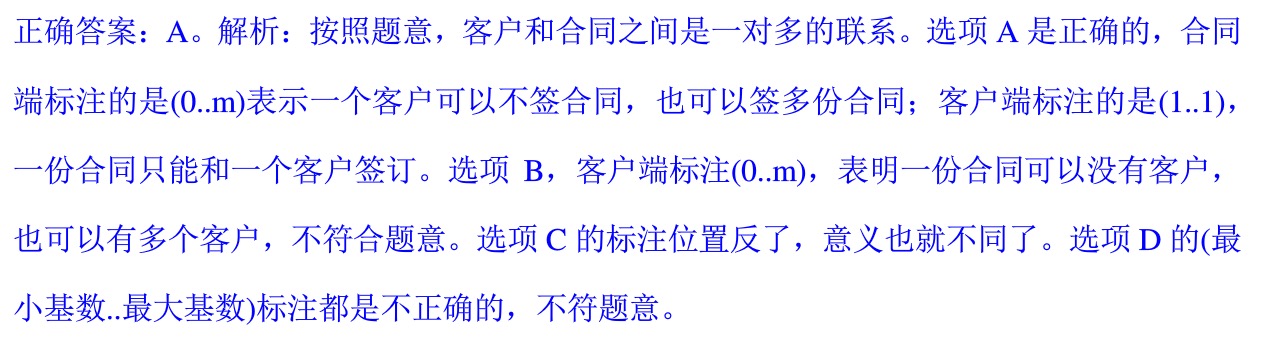 正确答案：A。解析：按照题意，客户和合同之间是一对多的联系。选项 A 是正确的，合同
端标注的是(0..m)表示一个客户可以不签合同，也可以签多份合同；客户端标注的是(1..1)，
一份合同只能和一个客户签订。选项 B，客户端标注(0..m)，表明一份合同可以没有客户，
也可以有多个客户，不符合题意。选项 C 的标注位置反了，意义也就不同了。选项 D 的(最
小基数..最大基数)标注都是不正确的，不符题意。